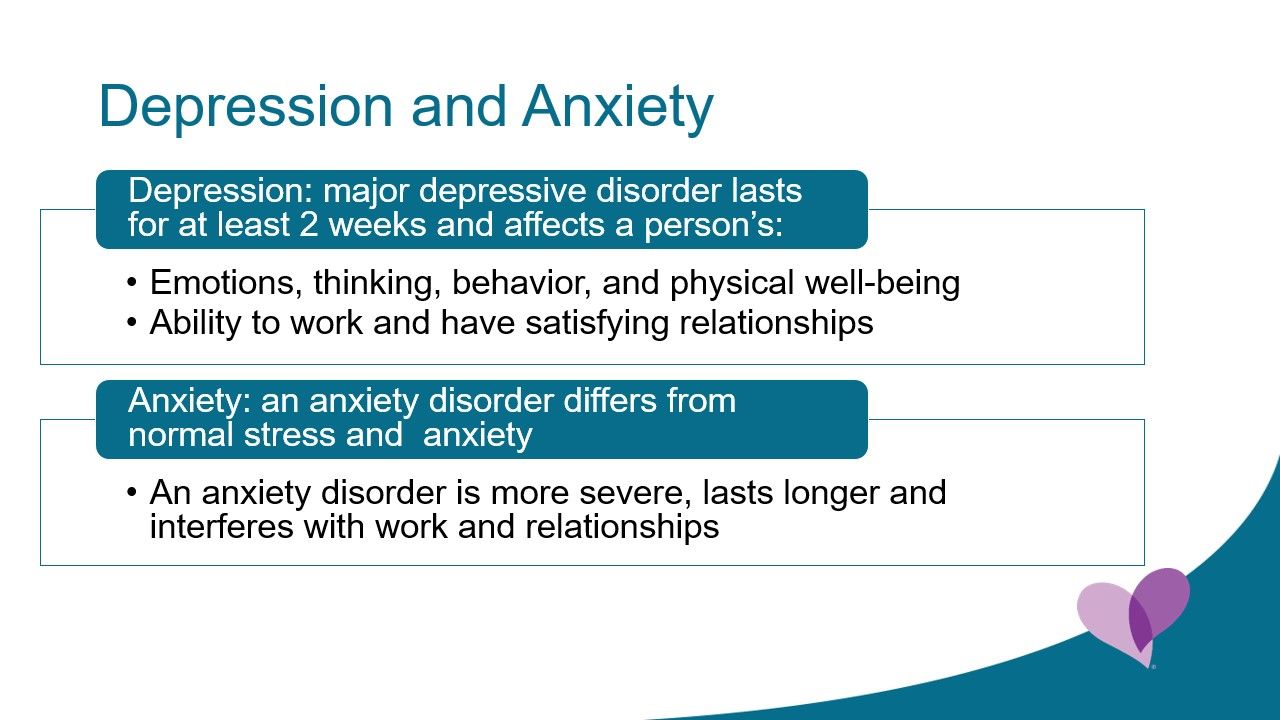 Depression and Anxiety
Depression: major depressive disorder lasts
for at least 2 weeks and affects a person’s:
• Emotions, thinking, behavior, and physical well-being
• Ability to work and have satisfying relationships
Anxiety: an anxiety disorder differs from
normal stress and  anxiety
• An anxiety disorder is more severe, lasts longer and
interferes with work and relationships
®